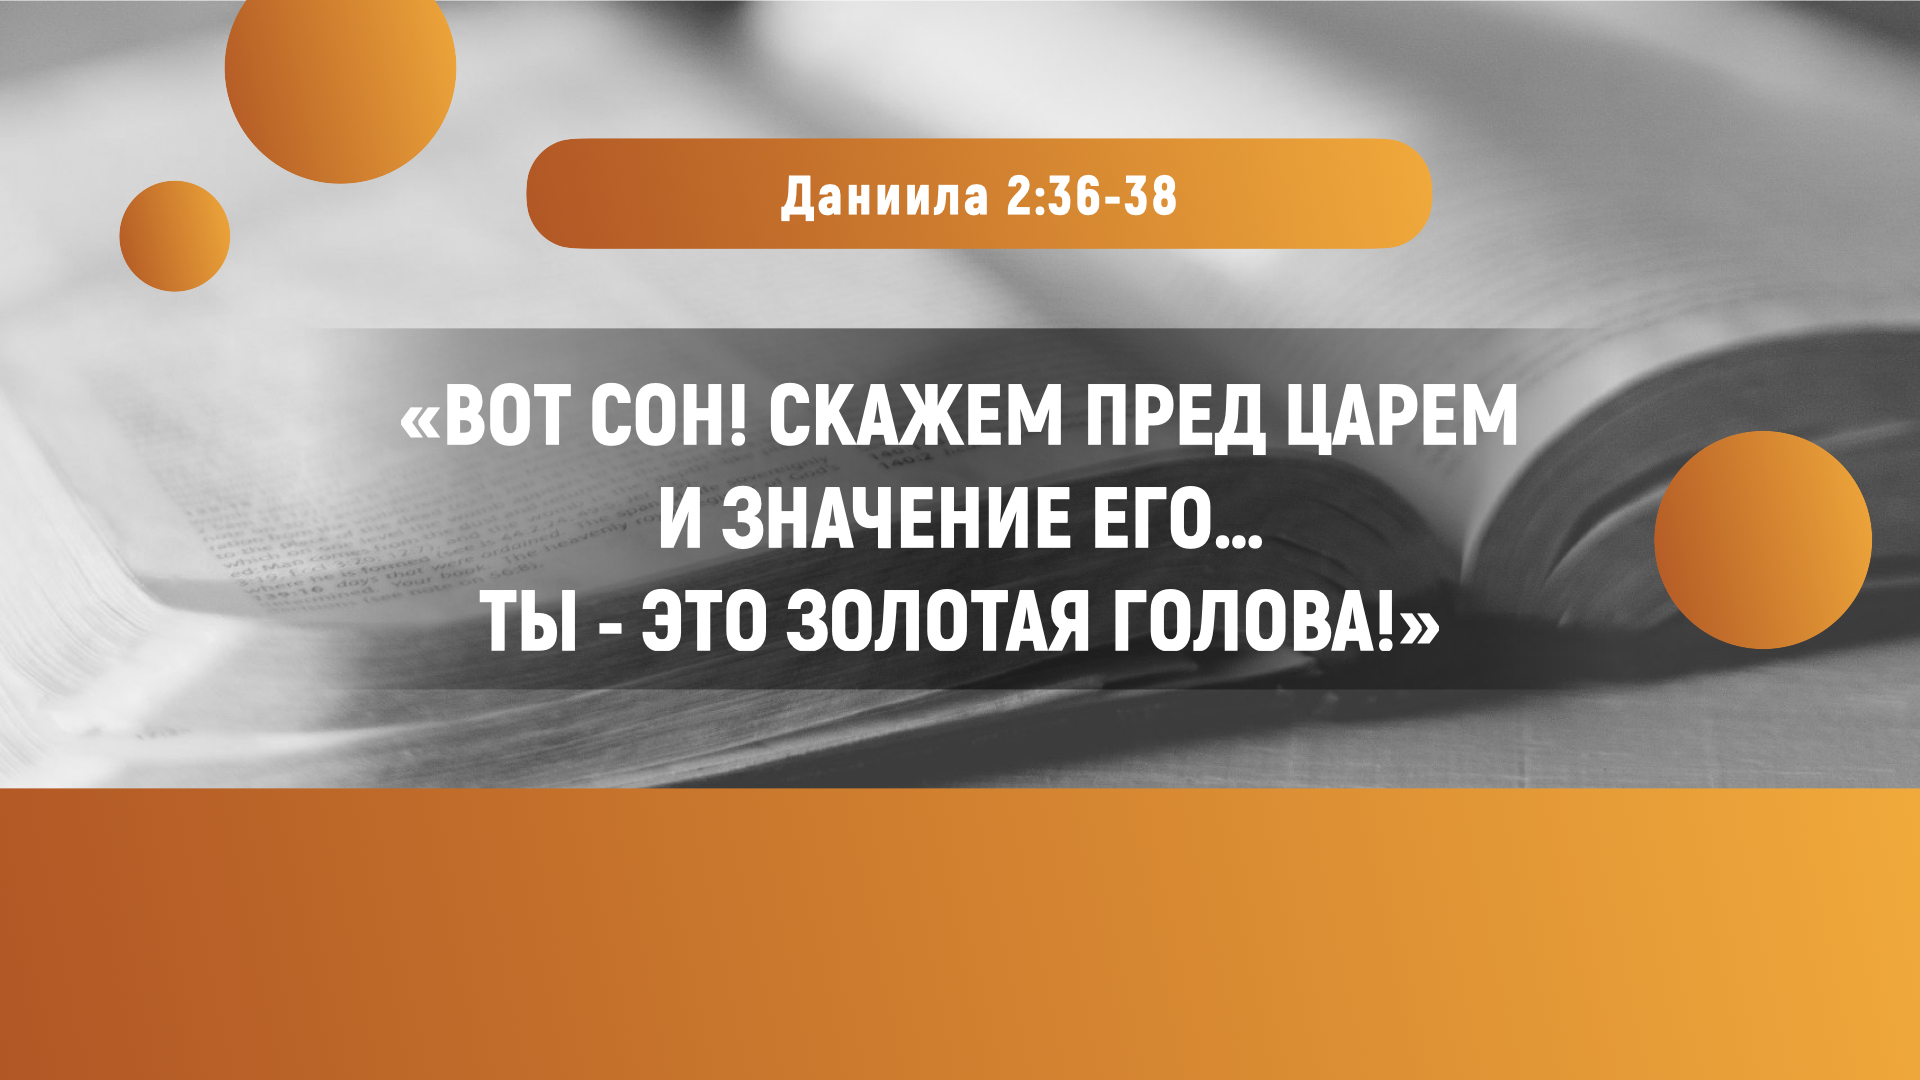 Даниила 2:36-38
«ВОТ СОН! СКАЖЕМ ПРЕД ЦАРЕМ
И ЗНАЧЕНИЕ ЕГО...
ТЫ - ЭТО ЗОЛОТАЯ ГОЛОВА!»